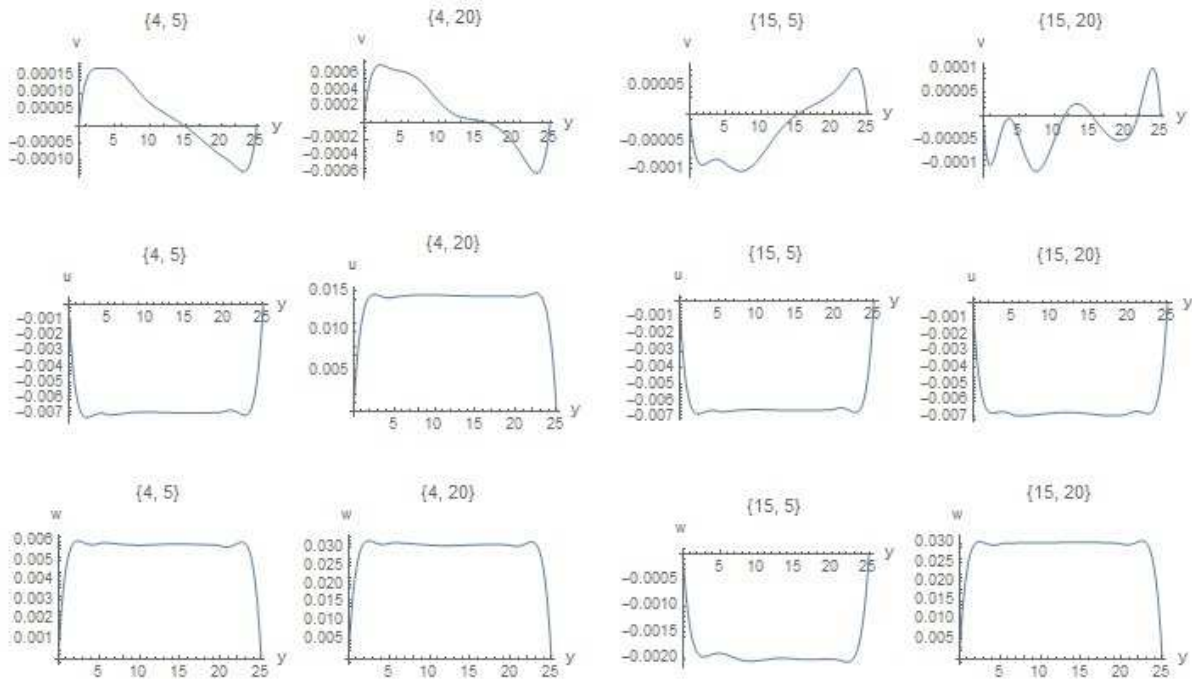 {4, 5} {4, 20} {15, 5} {15, 20}
v v v v
0.00015 0.0006 0.00005 0.0001
0.00010 0.0004 0.00005
0.00005 0.0002
y y y y
5 10 15 20 25 5 10 15 20 25 5 10 15 20 25 5 10 15 20 25
−0.00005 −0.0002 −0.00005 −0.00005
−0.00010 −0.0004 −0.0001 −0.0001
−0.0006
{4, 5} {4, 20} {15, 5} {15, 20}
u u u u
y 0.015 y y
5 10 15 20 25 5 10 15 20 25 5 10 15 20 25
−0.001 0.010 −0.001 −0.001
−0.002 0.005 −0.002 −0.002
−0.003 −0.003 −0.003
−0.004 −0.004 −0.004
−0.005 −0.005 −0.005
−0.006 −0.006 −0.006
−0.007 y −0.007 −0.007
5 10 15 20 25
{4, 5} {4, 20} {15, 5} {15, 20}
w w w w
0.006 0.030 y 0.030
0.005 0.025 5 10 15 20 25 0.025
0.004 0.020 −0.0005 0.020
0.003 0.015 −0.0010 0.015
0.002 0.010 −0.0015 0.010
0.001 0.005 −0.0020 0.005
y y y
5 10 15 20 25 5 10 15 20 25 5 10 15 20 25